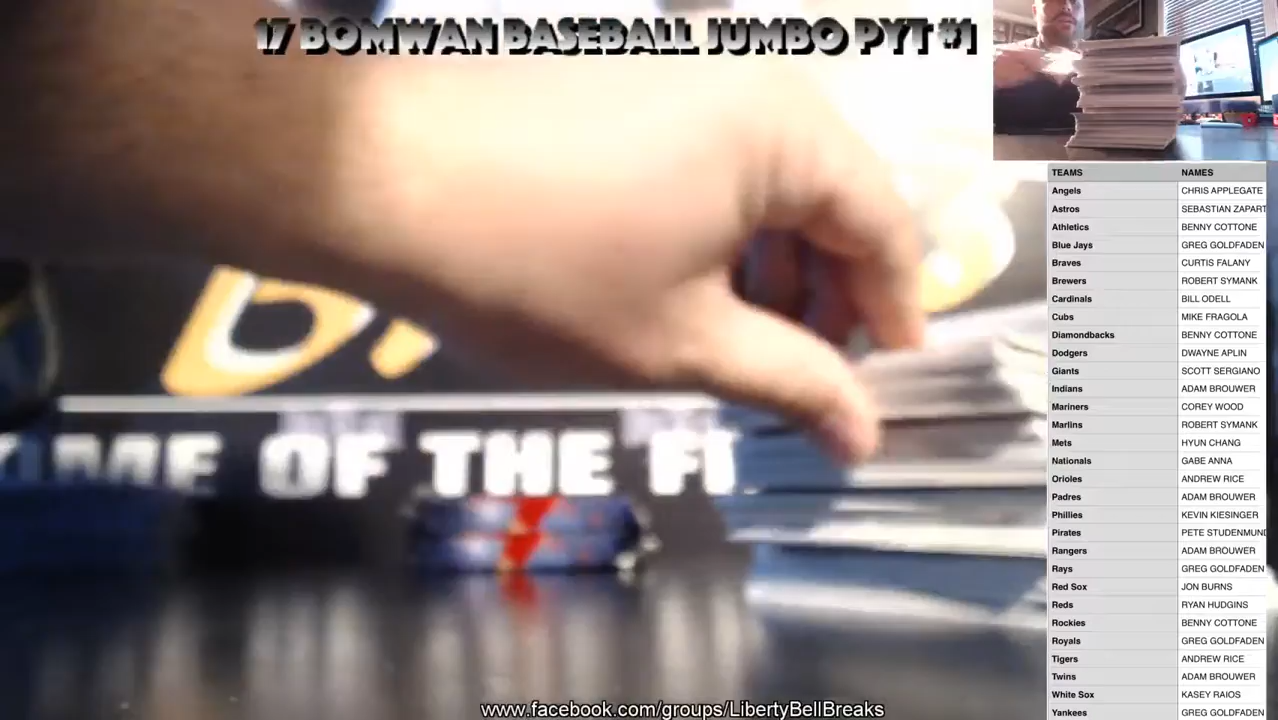 17 BOMWAN BASEBALL JUMBO PYT #1
OF THE
TEAMS NAMES
Angels CHRIS APPLEGATE
Astros SEBASTIAN ZAPART
Athletics BENNY COTTONE
Blue Jays GREG GOLDFADEN
Braves CURTIS FALANY
Brewers ROBERT SYMANK
Cardinals BILL ODELL
Cubs MIKE FRAGOLA
Diamondbacks BENNY COTTONE
Dodgers DWAYNE APLIN
Giants SCOTT SERGIANO
Indians ADAM BROUWER
Mariners COREY WOOD
Marlins ROBERT SYMANK
Mets HYUN CHANG
Nationals GABE ANNA
Orioles ANDREW RICE
Padres ADAM BROUWER
Phillies KEVIN KIESINGER
Pirates PETE STUDENMUND
Rangers ADAM BROUWER
Rays GREG GOLDFADEN
Red Sox JON BURNS
Reds RYAN HUDGINS
Rockies BENNY COTTONE
Royals GREG GOLDFADEN
Tigers ANDREW RICE
Twins ADAM BROUWER
White Sox KASEY RAIOS
Yankees GREG GOLDFADEN
www.facebook.com/groups/LibertyBellBreaks